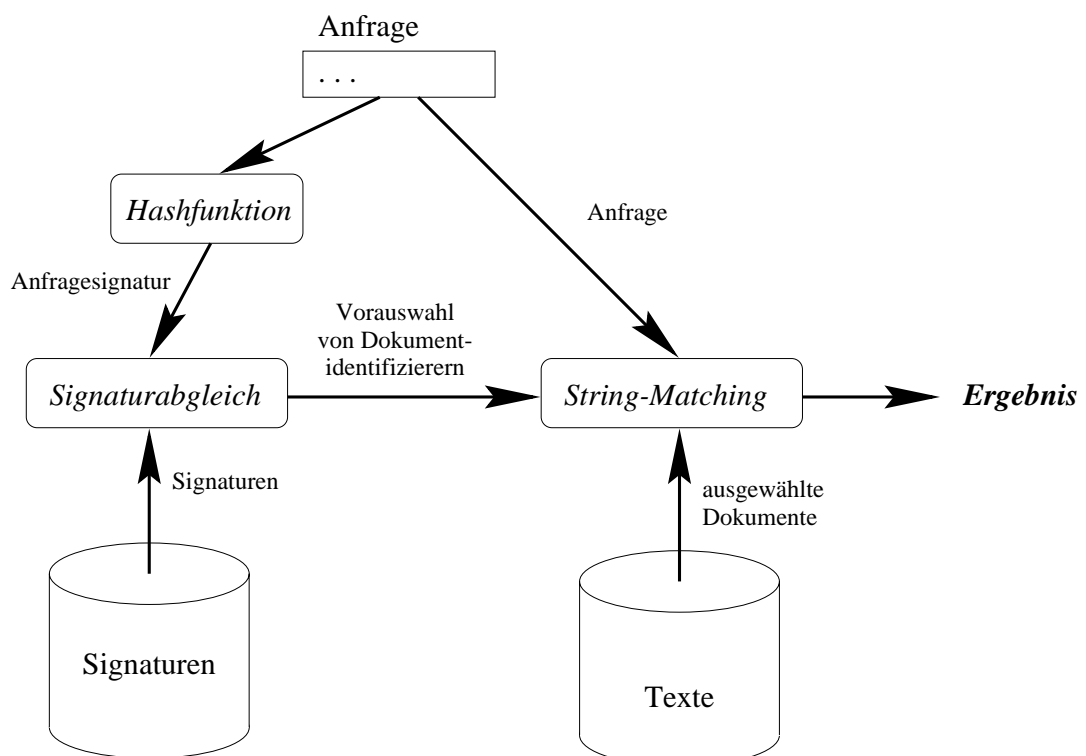 Anfrage
. . .
Hashfunktion
Anfrage
Anfragesignatur
Vorauswahl
von Dokument-
identifizierern
Signaturabgleich
String-Matching
Ergebnis
Signaturen
ausgewählte
Dokumente
Signaturen
Texte